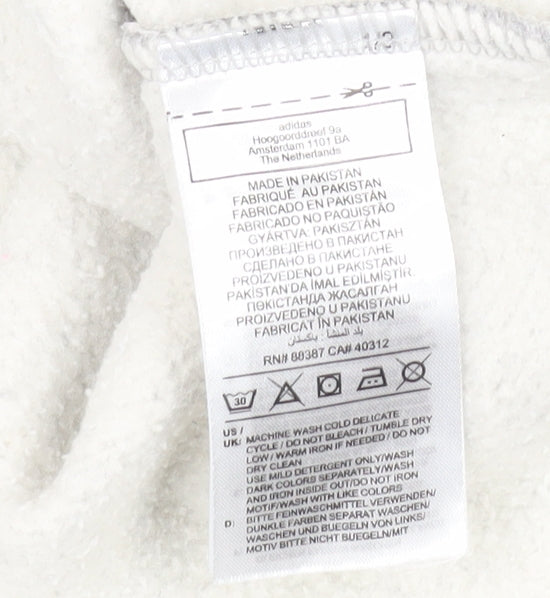 1/3
adidas
Hoogoorddreef 9a
Amsterdam 1101 BA
The Netherlands
MADE IN PAKISTAN
FABRIQUÉ AU PAKISTAN
FABRICADO EN PAKISTÁN
FABRICADO NO PAQUISTÃO
GYÁRTVA: PAKISZTÁN
ПРОИЗВЕДЕНО В ПАКИСТАН
СДЕЛАНО В ПАКИСТАНЕ
PROIZVEDENO U PAKISTANU
PAKİSTAN'DA İMAL EDİLMİŞTİR.
ПӘКІСТАНДА ЖАСАЛҒАН
PROIZVEDENO U PAKISTANU
FABRICAT ÎN PAKISTAN
بلد المنشأ: باكستان
RN# 88387 CA# 40312
30
US /
UK: MACHINE WASH COLD DELICATE
CYCLE / DO NOT BLEACH / TUMBLE DRY
LOW / WARM IRON IF NEEDED / DO NOT
DRY CLEAN
USE MILD DETERGENT ONLY/WASH
DARK COLORS SEPARATELY/WASH
AND IRON INSIDE OUT/DO NOT IRON
MOTIF/WASH WITH LIKE COLORS
D: BITTE FEINWASCHMITTEL VERWENDEN/
DUNKLE FARBEN SEPARAT WASCHEN/
WASCHEN UND BUEGELN VON LINKS/
MOTIV BITTE NICHT BUEGELN/MIT